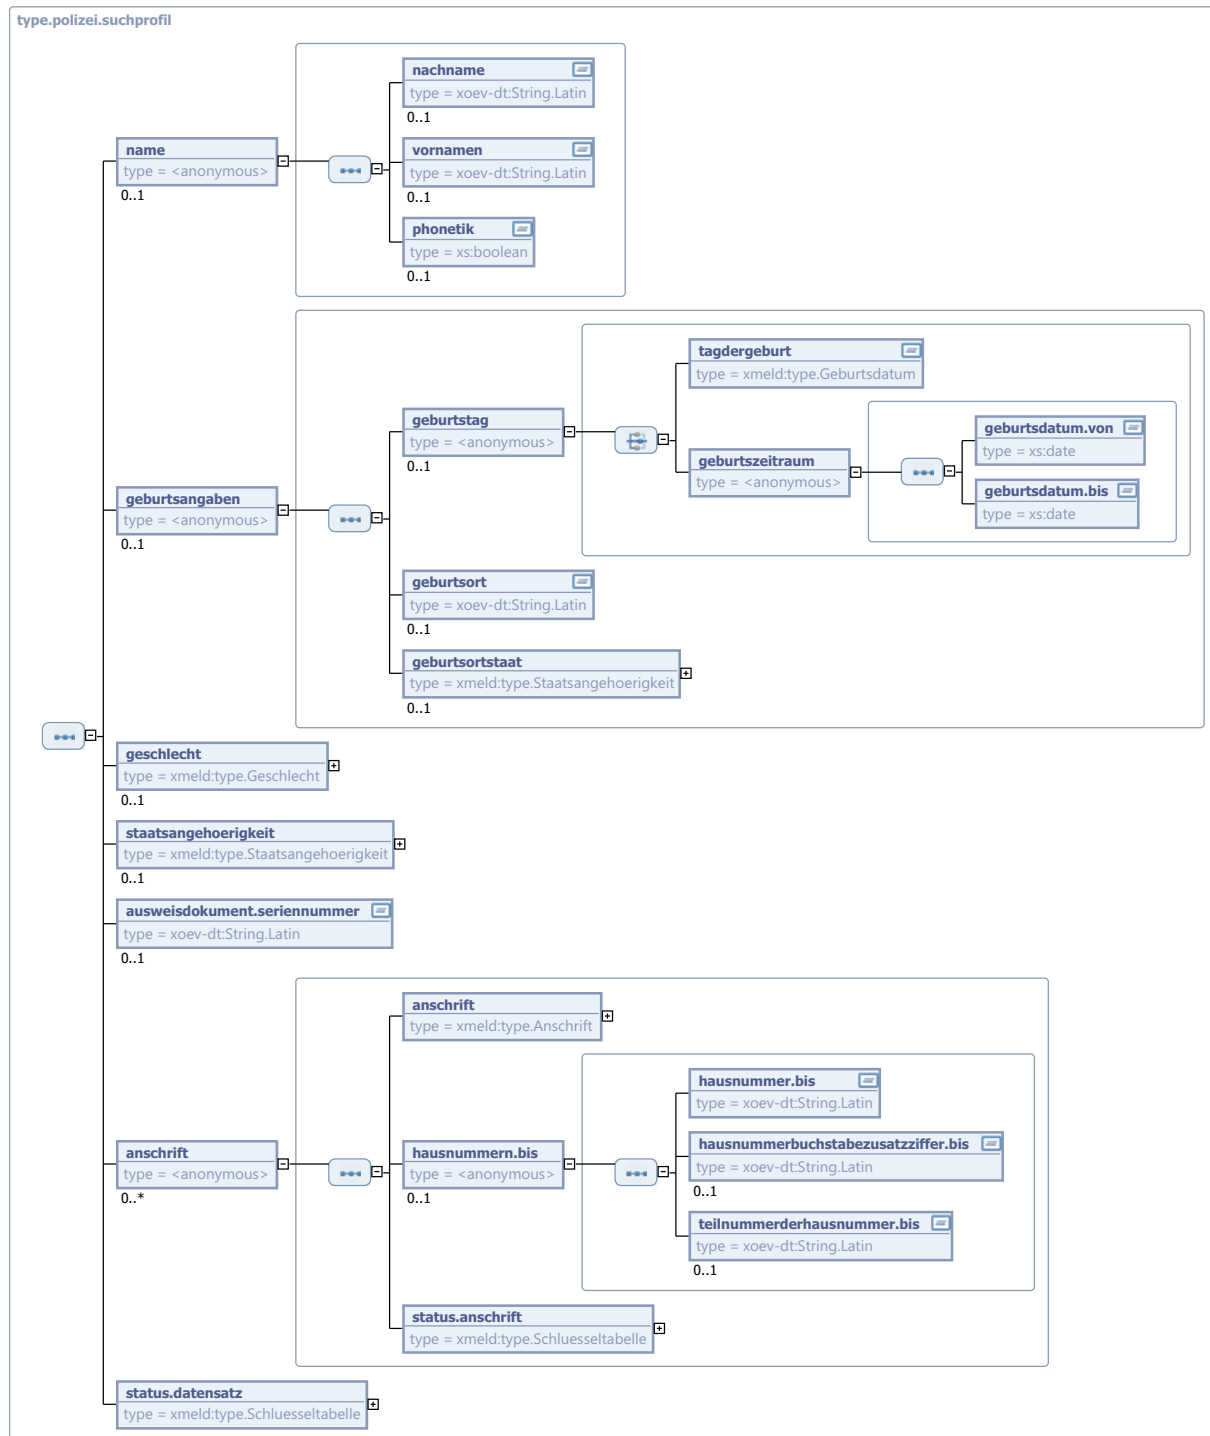 type.polizei.suchprofil
nachname
type = xoev-dt:String.Latin
0..1
name
type = <anonymous>
0..1
vornamen
type = xoev-dt:String.Latin
0..1
phonetik
type = xs:boolean
0..1
tagdergeburt
type = xmeld:type.Geburtsdatum
geburtstag
type = <anonymous>
0..1
geburtsdatum.von
type = xs:date
geburtszeitraum
type = <anonymous>
geburtsdatum.bis
type = xs:date
geburtsangaben
type = <anonymous>
0..1
geburtsort
type = xoev-dt:String.Latin
0..1
geburtsortstaat
type = xmeld:type.Staatsangehoerigkeit
0..1
geschlecht
type = xmeld:type.Geschlecht
0..1
staatsangehoerigkeit
type = xmeld:type.Staatsangehoerigkeit
0..1
ausweisdokument.seriennummer
type = xoev-dt:String.Latin
0..1
anschrift
type = xmeld:type.Anschrift
hausnummer.bis
type = xoev-dt:String.Latin
anschrift
type = <anonymous>
0..*
hausnummern.bis
type = <anonymous>
0..1
hausnummerbuchstabezusatzziffer.bis
type = xoev-dt:String.Latin
0..1
teilnummerderhausnummer.bis
type = xoev-dt:String.Latin
0..1
status.anschrift
type = xmeld:type.Schluesseltabelle
status.datensatz
type = xmeld:type.Schluesseltabelle